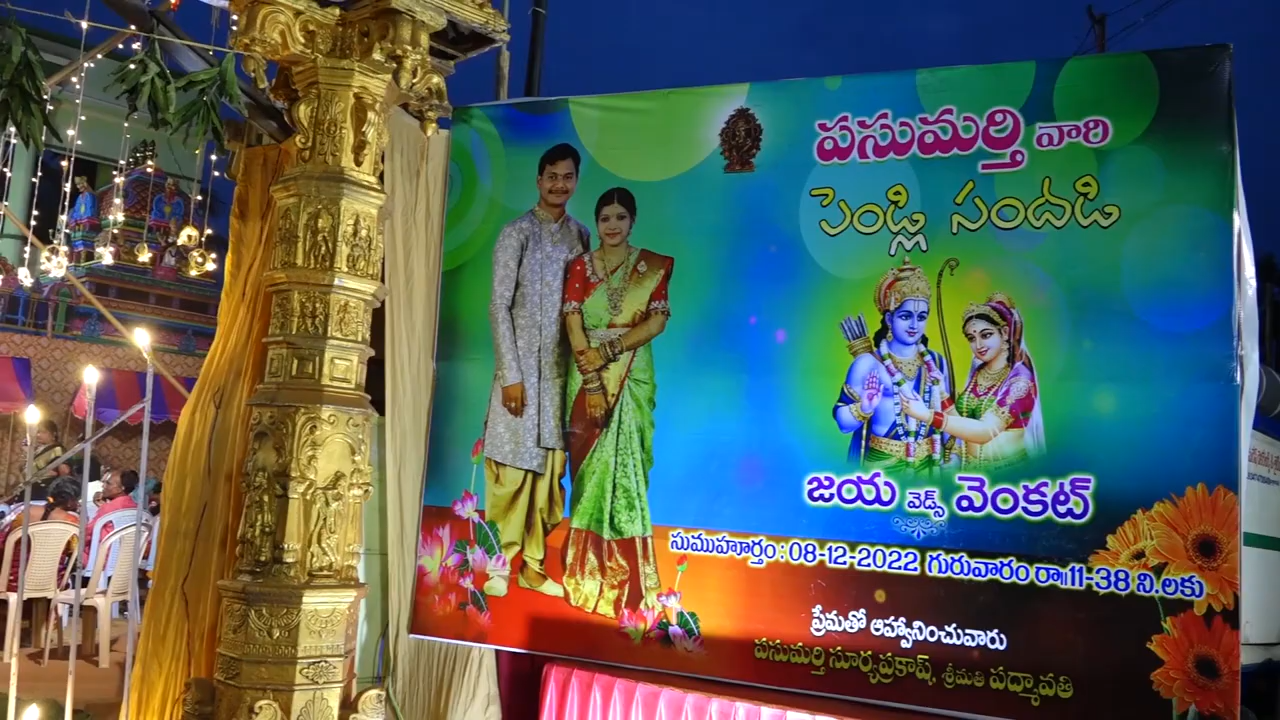 పసుమర్తి వారి
పెండ్లి సందడి
జయ వెడ్స్ వెంకట్
సుముహూర్తం : 08-12-2022 గురువారం రా॥11-38 ని.లకు
ప్రేమతో ఆహ్వానించువారు
పసుమర్తి సూర్యప్రకాష్, శ్రీమతి పద్మావతి